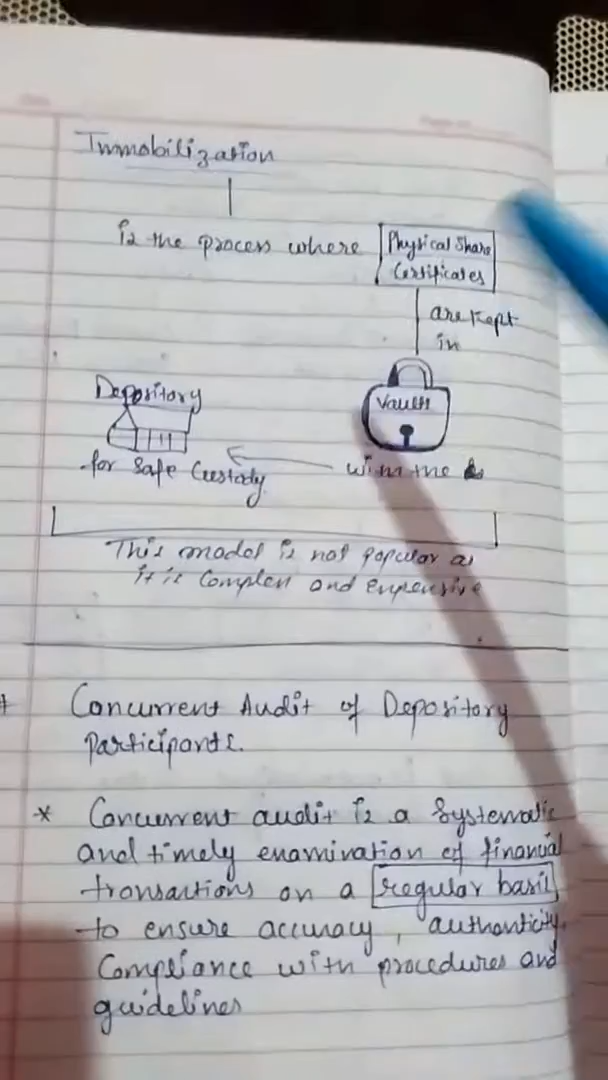 Immobilization
is the process where Physical Share
Certificates
are kept
in
Vault
with the
Depository
for Safe Custody.
This model is not popular as
it is Complex and expensive
Concurrent Audit of Depository
Participants.
* Concurrent audit is a Systematic
and timely examination of financial
transactions on a regular basis
to ensure accuracy, authenticity,
Compliance with procedures and
guidelines